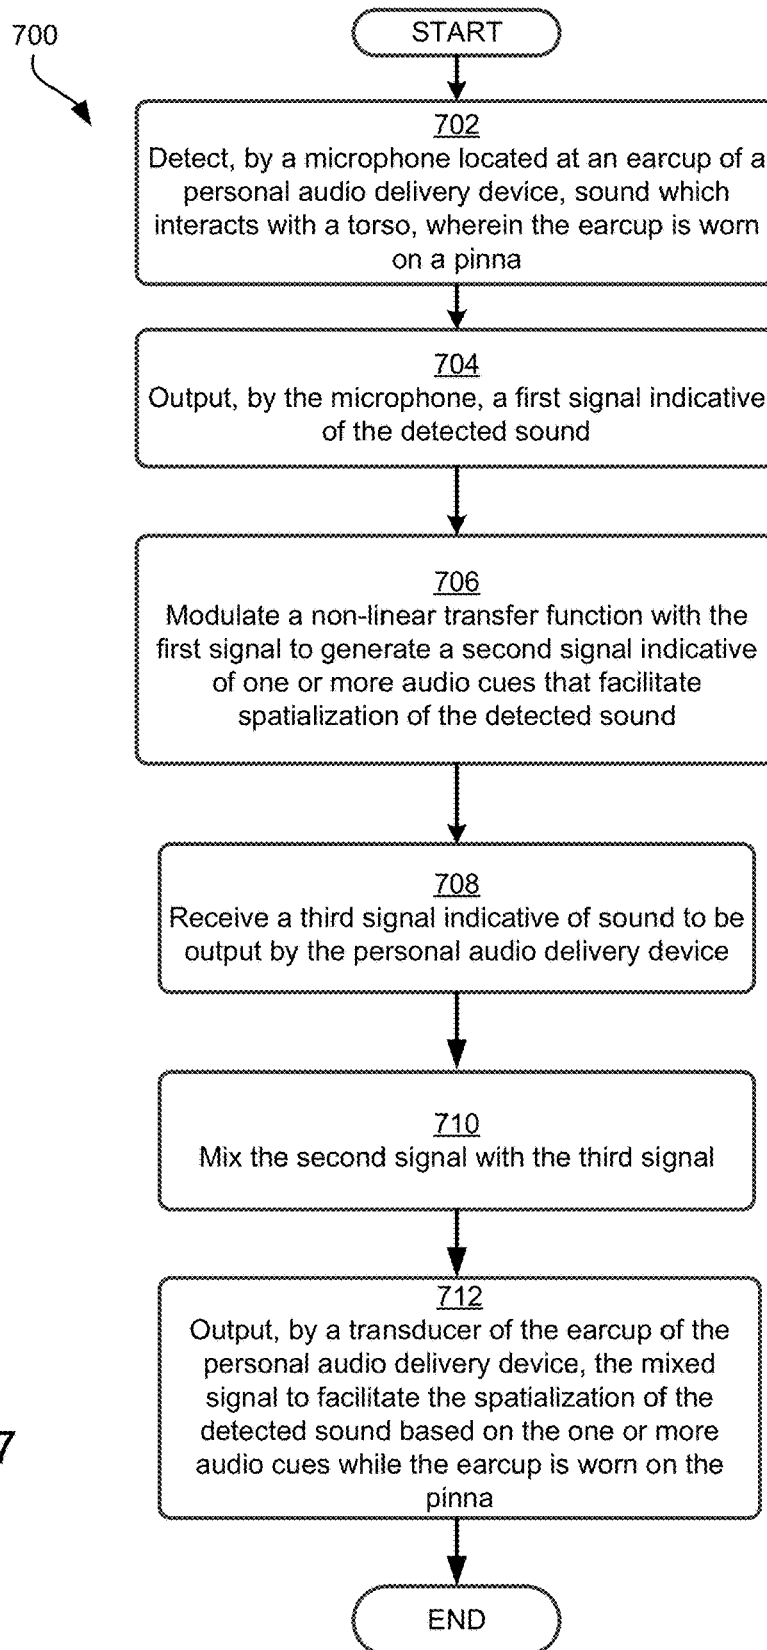 700
START
702
Detect, by a microphone located at an earcup of a
personal audio delivery device, sound which
interacts with a torso, wherein the earcup is worn
on a pinna
704
Output, by the microphone, a first signal indicative
of the detected sound
706
Modulate a non-linear transfer function with the
first signal to generate a second signal indicative
of one or more audio cues that facilitate
spatialization of the detected sound
708
Receive a third signal indicative of sound to be
output by the personal audio delivery device
710
Mix the second signal with the third signal
712
Output, by a transducer of the earcup of the
personal audio delivery device, the mixed
signal to facilitate the spatialization of the
detected sound based on the one or more
audio cues while the earcup is worn on the
pinna
7
END